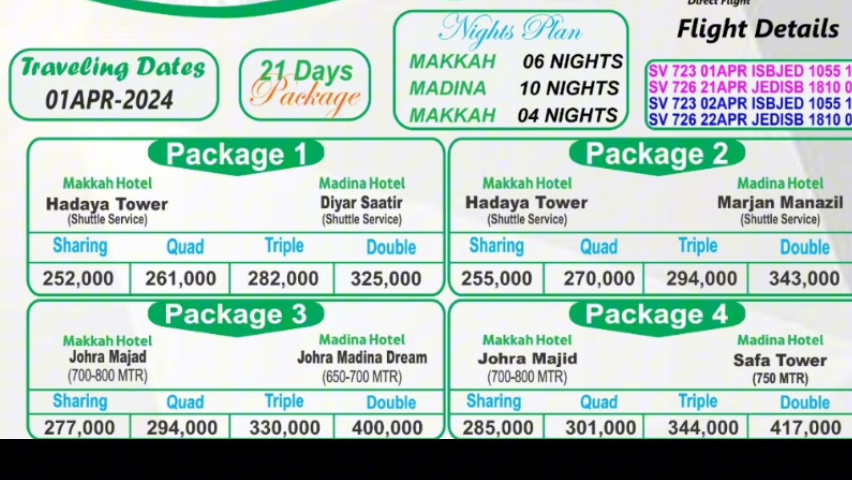 Direct Flight
Flight Details
Nights Plan
MAKKAH 06 NIGHTS
MADINA 10 NIGHTS
MAKKAH 04 NIGHTS
Traveling Dates
01APR-2024
21 Days
Package
SV 723 01APR ISBJED 1055 1
SV 726 21APR JEDISB 1810 0
SV 723 02APR ISBJED 1055 1
SV 726 22APR JEDISB 1810 0
Package 1
Makkah Hotel Madina Hotel
Hadaya Tower Diyar Saatir
(Shuttle Service) (Shuttle Service)
Sharing Quad Triple Double
252,000 261,000 282,000 325,000
Package 2
Makkah Hotel Madina Hotel
Hadaya Tower Marjan Manazil
(Shuttle Service) (Shuttle Service)
Sharing Quad Triple Double
255,000 270,000 294,000 343,000
Package 3
Makkah Hotel Madina Hotel
Johra Majad Johra Madina Dream
(700-800 MTR) (650-700 MTR)
Sharing Quad Triple Double
277,000 294,000 330,000 400,000
Package 4
Makkah Hotel Madina Hotel
Johra Majid Safa Tower
(700-800 MTR) (750 MTR)
Sharing Quad Triple Double
285,000 301,000 344,000 417,000